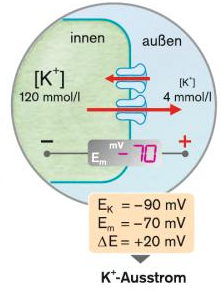 innen außen
[K⁺] [K⁺]
120 mmol/l 4 mmol/l
– mV +
Eₘ -70
Eₖ = –90 mV
Eₘ = –70 mV
ΔE = +20 mV
K⁺-Ausstrom